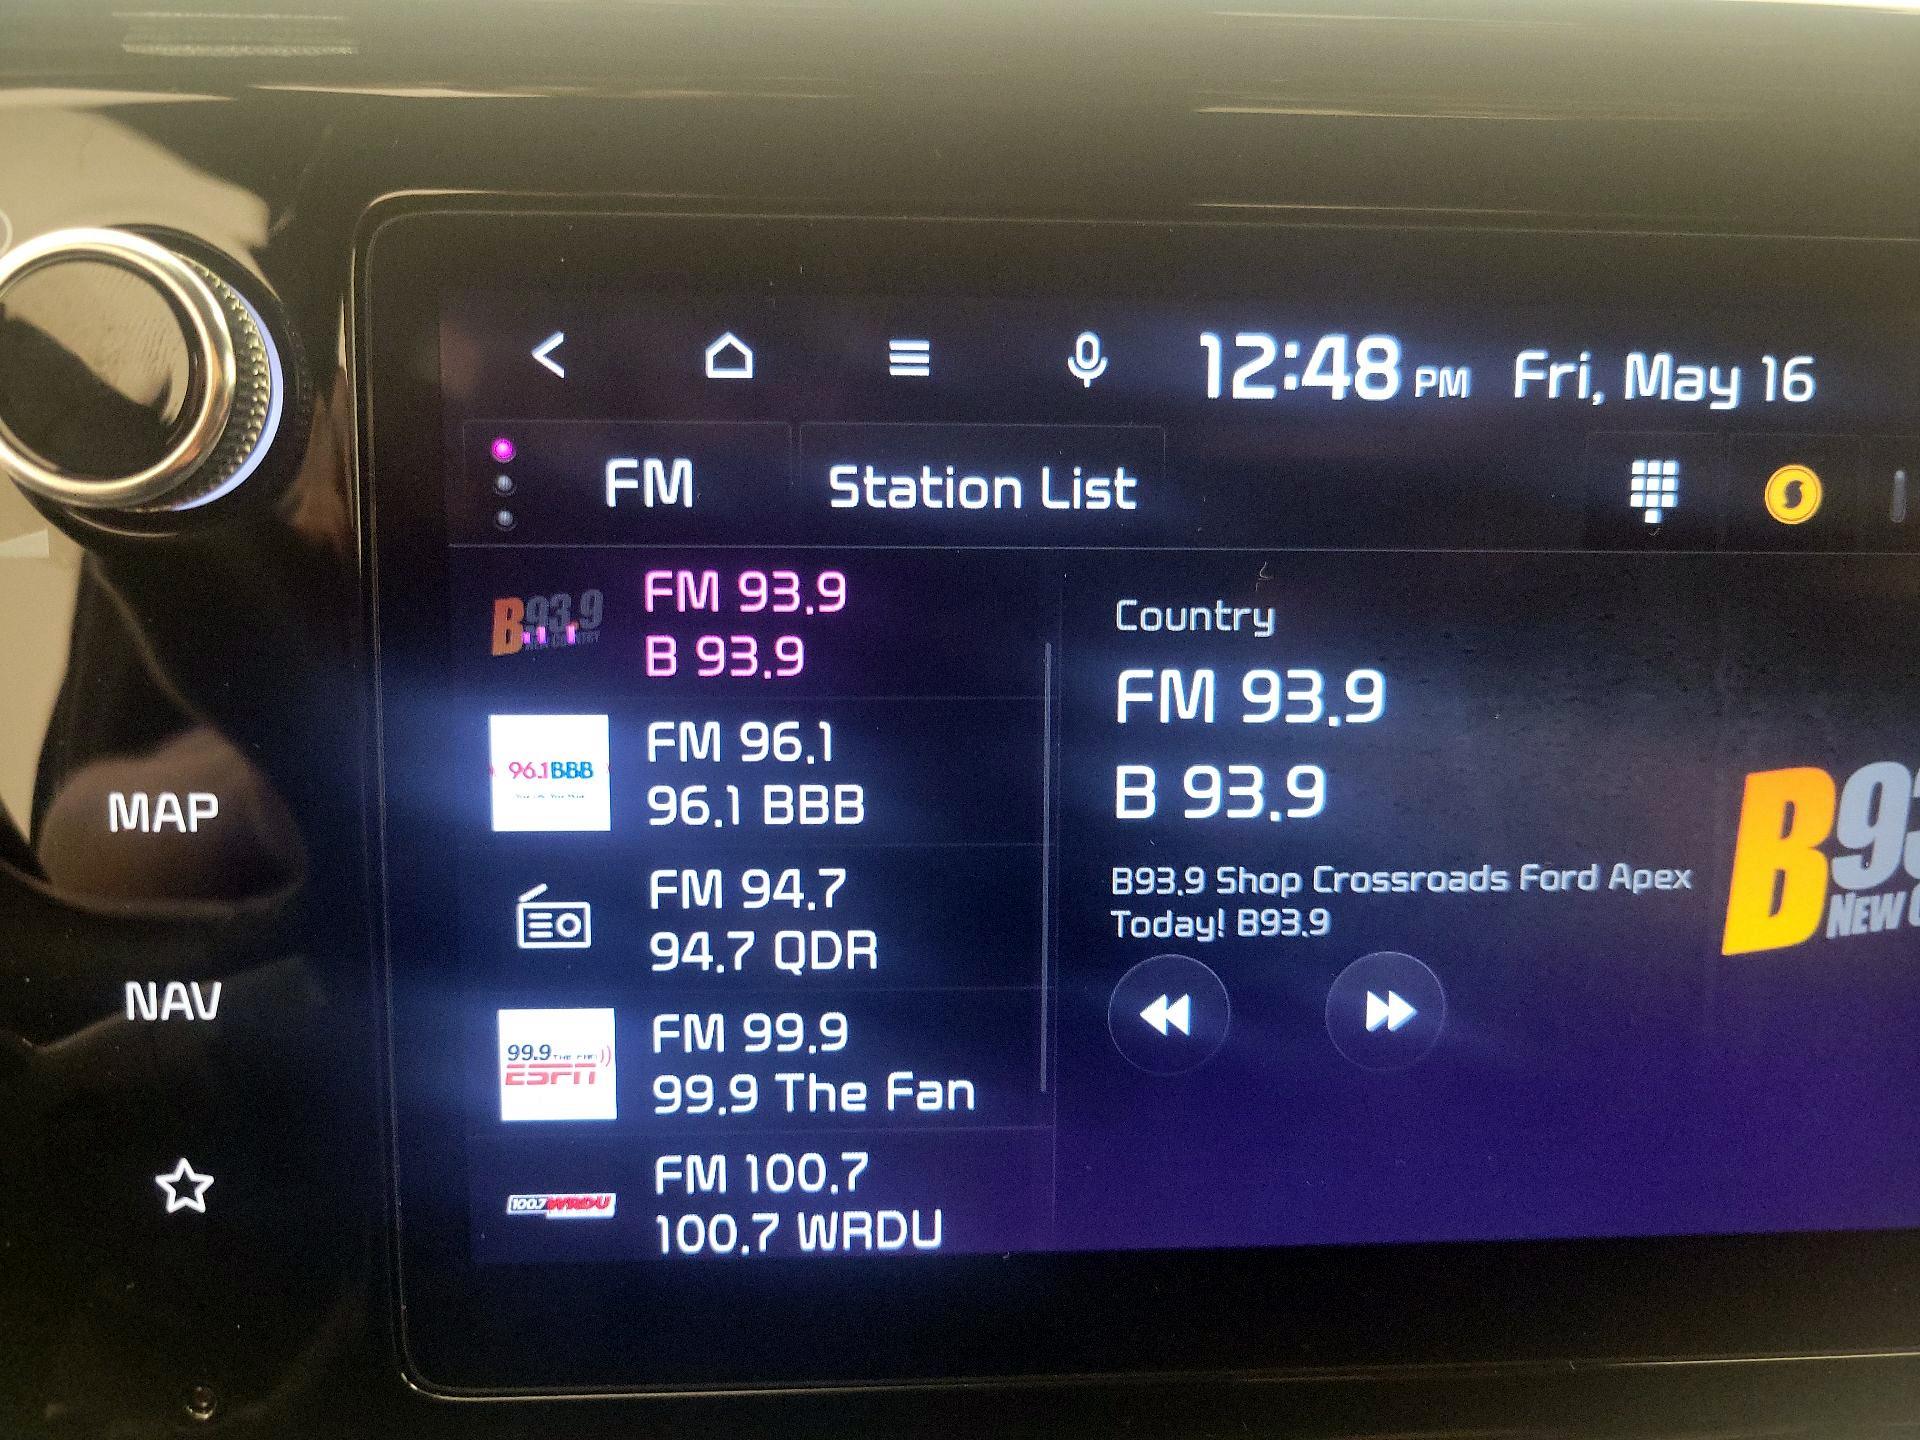 12:48 PM Fri, May 16
FM Station List
B93.9
FM 93.9
B 93.9
96.1BBB
FM 96.1
96.1 BBB
FM 94.7
94.7 QDR
99.9 THE FAN
ESPN
FM 99.9
99.9 The Fan
100.7 WRDU
FM 100.7
100.7 WRDU
Country
FM 93.9
B 93.9
B93.9 Shop Crossroads Ford Apex
Today! B93.9
B93
NEW
MAP
NAV